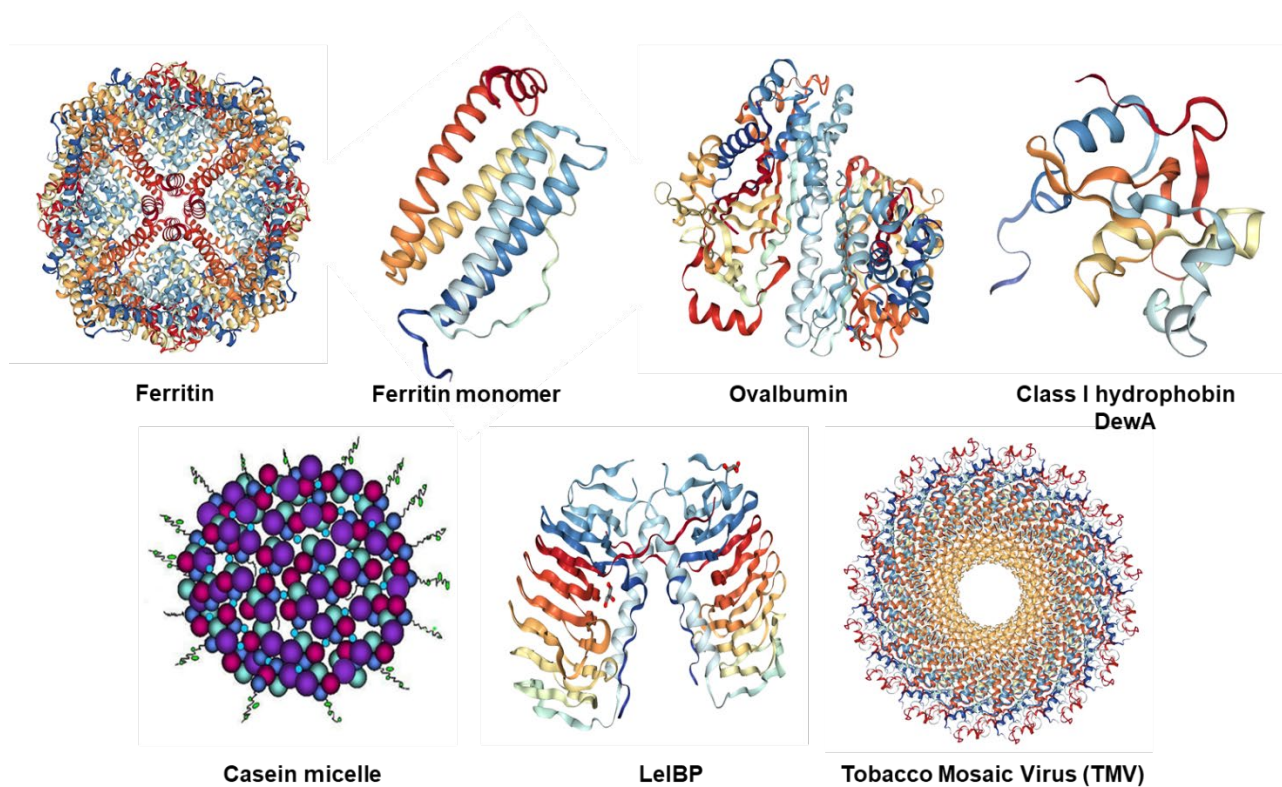 Ferritin
Ferritin monomer
Ovalbumin
Class I hydrophobin
DewA
Casein micelle
LeIBP
Tobacco Mosaic Virus (TMV)